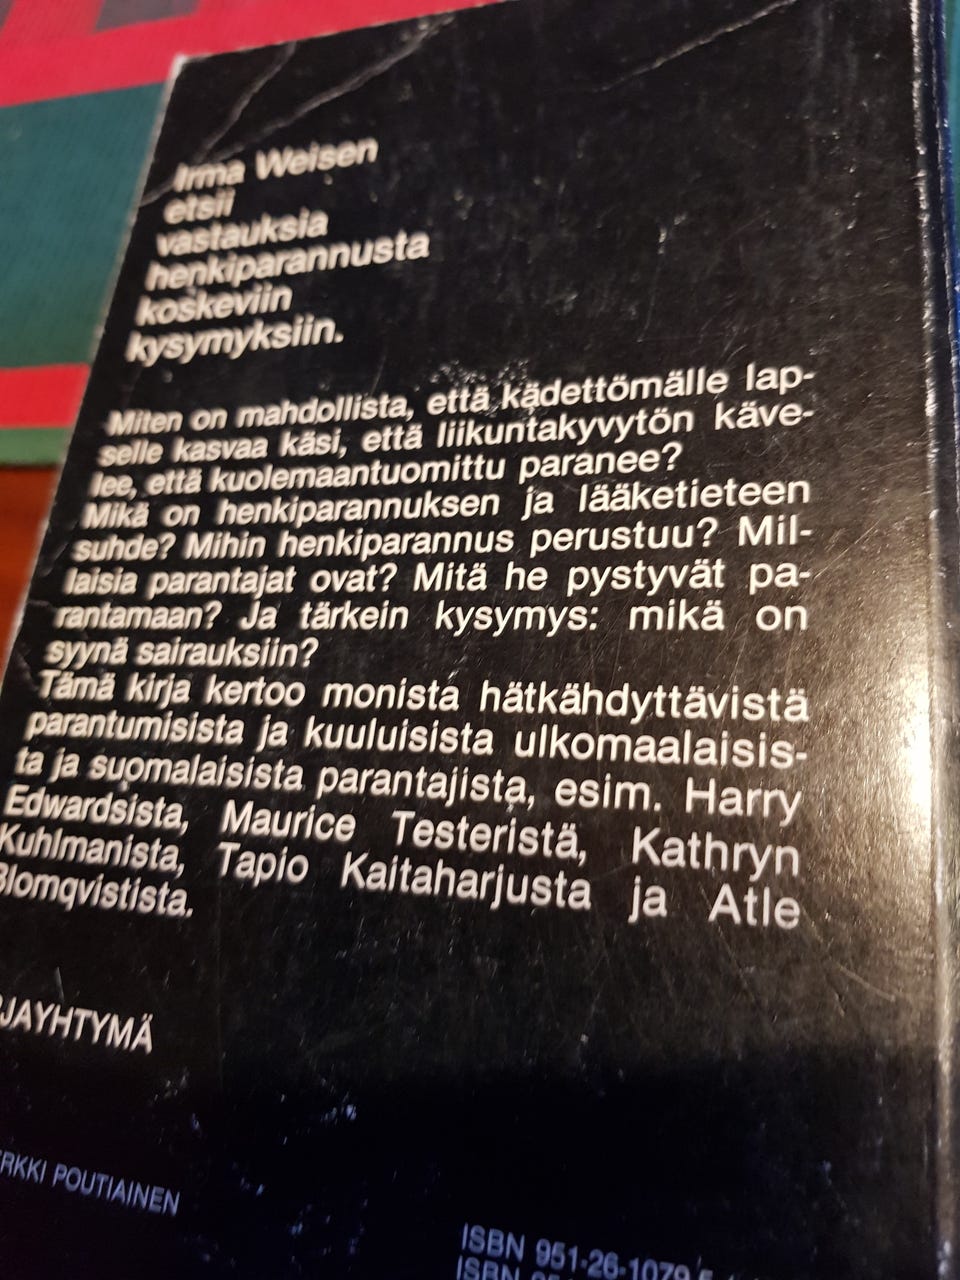 Irma Weisen
etsii
vastauksia
henkiparannusta
koskeviin
kysymyksiin.
Miten on mahdollista, että kädettömälle lap-
selle kasvaa käsi, että liikuntakyvytön käve-
lee, että kuolemaantuomittu paranee?
Mikä on henkiparannuksen ja lääketieteen
suhde? Mihin henkiparannus perustuu? Mil-
laisia parantajat ovat? Mitä he pystyvät pa-
rantamaan? Ja tärkein kysymys: mikä on
syynä sairauksiin?
Tämä kirja kertoo monista hätkähdyttävistä
parantumisista ja kuuluisista ulkomaalaisis-
ta ja suomalaisista parantajista, esim. Harry
Edwardsista, Maurice Testeristä, Kathryn
Kuhlmanista, Tapio Kaitaharjusta ja Atle
Blomqvistista.
JAYHTYMÄ
RKKI POUTIAINEN
ISBN 951-26-1079
ISBN